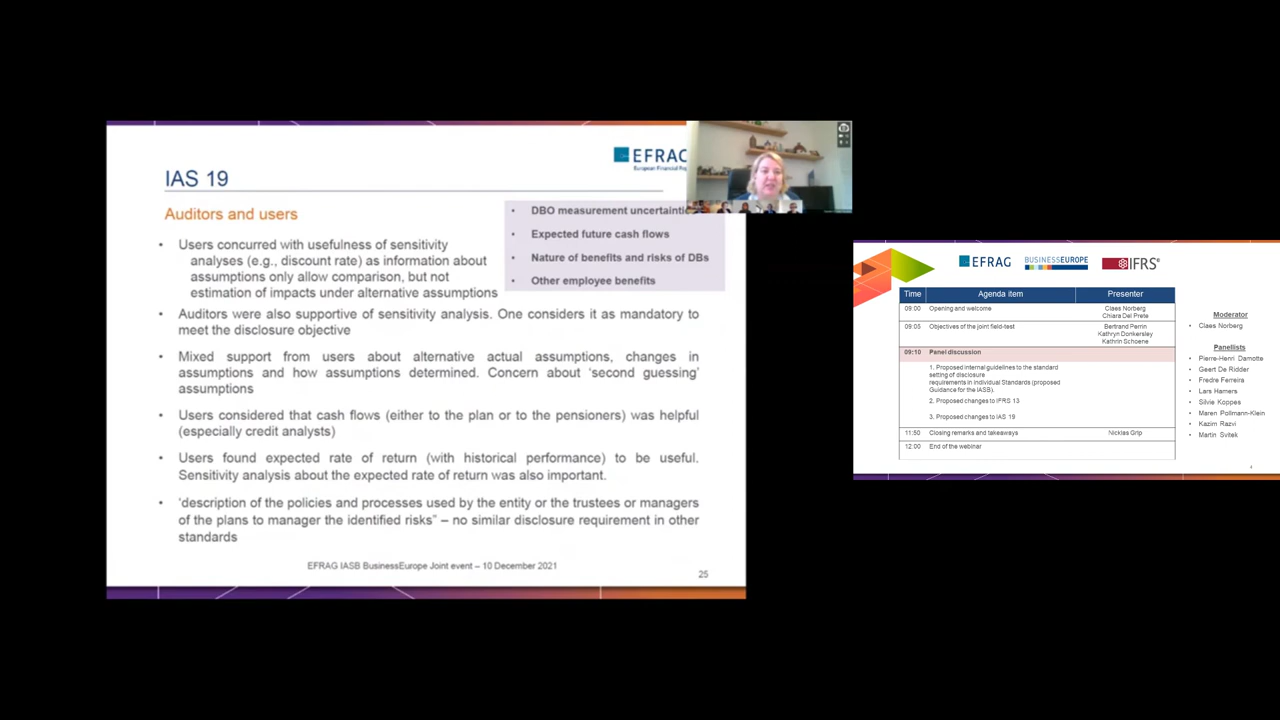 EFRAG
IAS 19
Auditors and users
• DBO measurement
• Expected future cash flows
• Nature of benefits and risks of DBs
• Other employee benefits
• Users concurred with usefulness of sensitivity
analyses (e.g., discount rate) as information about
assumptions only allow comparison, but not
estimation of impacts under alternative assumptions
• Auditors were also supportive of sensitivity analysis. One considers it as mandatory to
meet the disclosure objective
• Mixed support from users about alternative actual assumptions, changes in
assumptions and how assumptions determined. Concern about ‘second guessing’
assumptions
• Users considered that cash flows (either to the plan or to the pensioners) was helpful
(especially credit analysts)
• Users found expected rate of return (with historical performance) to be useful.
Sensitivity analysis about the expected rate of return was also important.
• ‘description of the policies and processes used by the entity or the trustees or managers
of the plans to manager the identified risks” – no similar disclosure requirement in other
standards
EFRAG IASB BusinessEurope Joint event – 10 December 2021
25
EFRAG BUSINESSEUROPE IFRS®
Time Agenda item Presenter
09:00 Opening and welcome Claes Norberg
Chiara Del Prete
09:05 Objectives of the joint field-test Bertrand Perrin
Kathryn Donkersley
Kathrin Schoene
09:10 Panel discussion
1. Proposed internal guidelines to the standard
setting of disclosure
requirements in individual Standards (proposed
Guidance for the IASB).
2. Proposed changes to IFRS 13
3. Proposed changes to IAS 19
11:50 Closing remarks and takeaways Nicklas Grip
12:00 End of the webinar
Moderator
• Claes Norberg
Panellists
• Pierre-Henri Damotte
• Geert De Ridder
• Fredre Ferreira
• Lars Hamers
• Silvie Koppes
• Maren Pollmann-Klein
• Kazim Razvi
• Martin Svitek